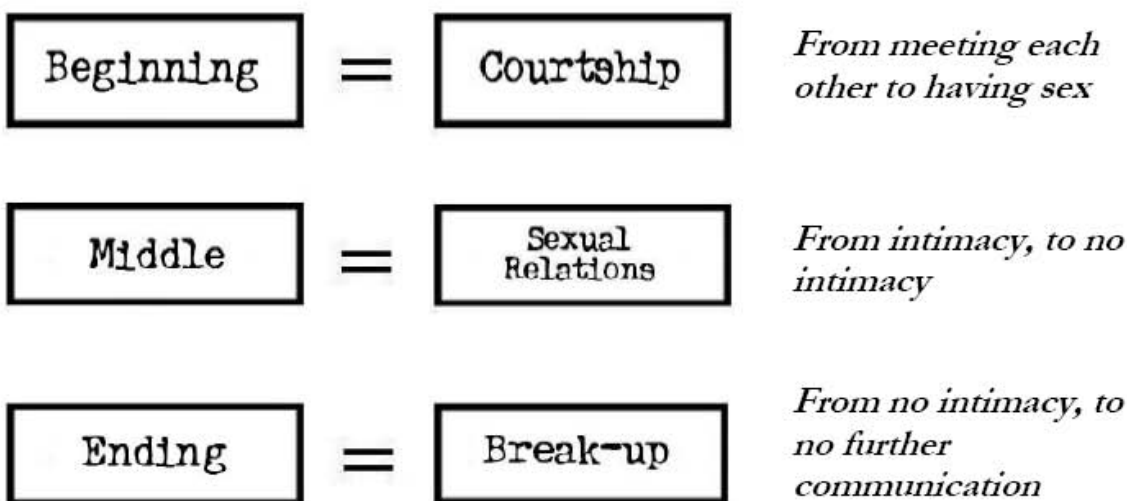 Beginning = Courtship
From meeting each
other to having sex
Middle = Sexual
Relations
From intimacy, to no
intimacy
Ending = Break-up
From no intimacy, to
no further
communication